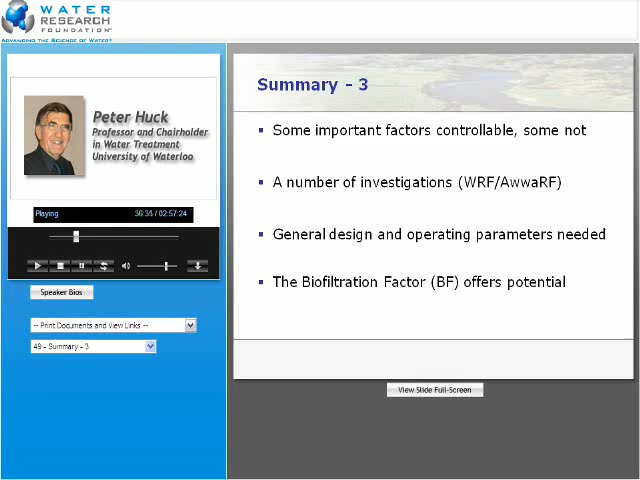 WATER
RESEARCH
FOUNDATION
ADVANCING THE SCIENCE OF WATER®
Peter Huck
Professor and Chairholder
in Water Treatment
University of Waterloo
Playing 36:38 / 02:57:24
Speaker Bios
-- Print Documents and View Links --
49 - Summary - 3
Summary - 3
▪ Some important factors controllable, some not
▪ A number of investigations (WRF/AwwaRF)
▪ General design and operating parameters needed
▪ The Biofiltration Factor (BF) offers potential
View Slide Full-Screen